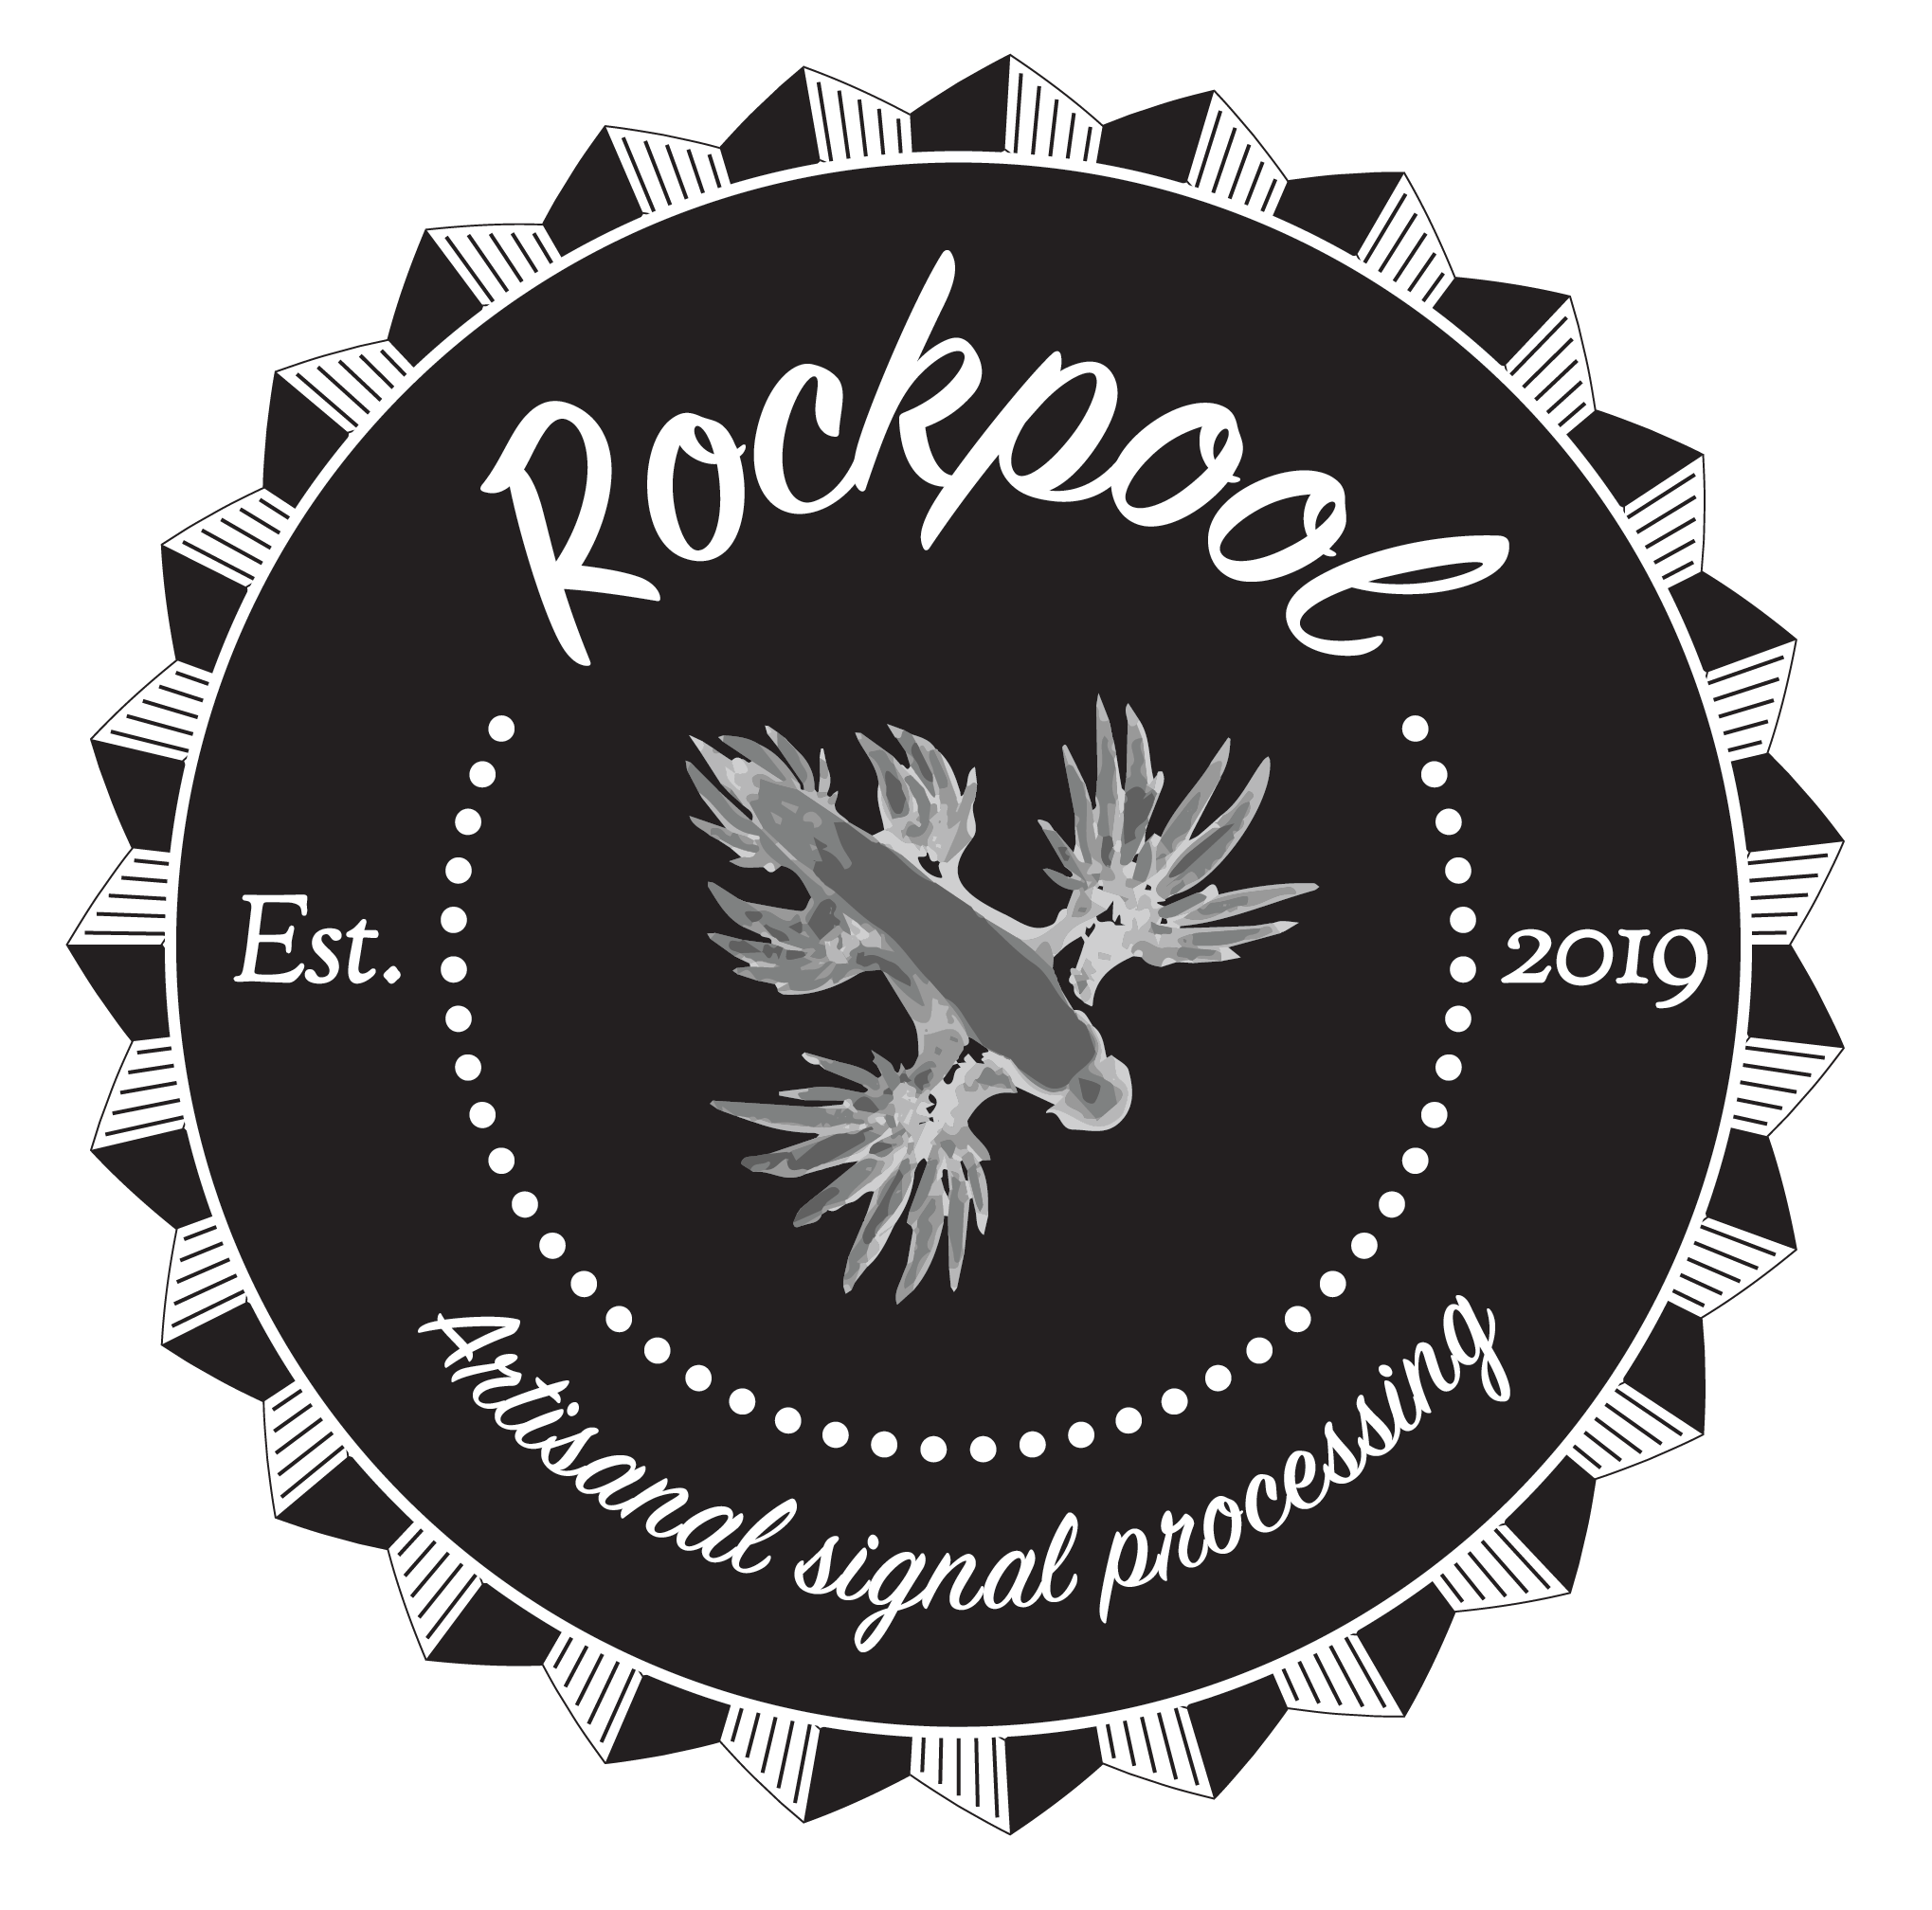 Rockpool
Est.
2019
Artisanal signal processing